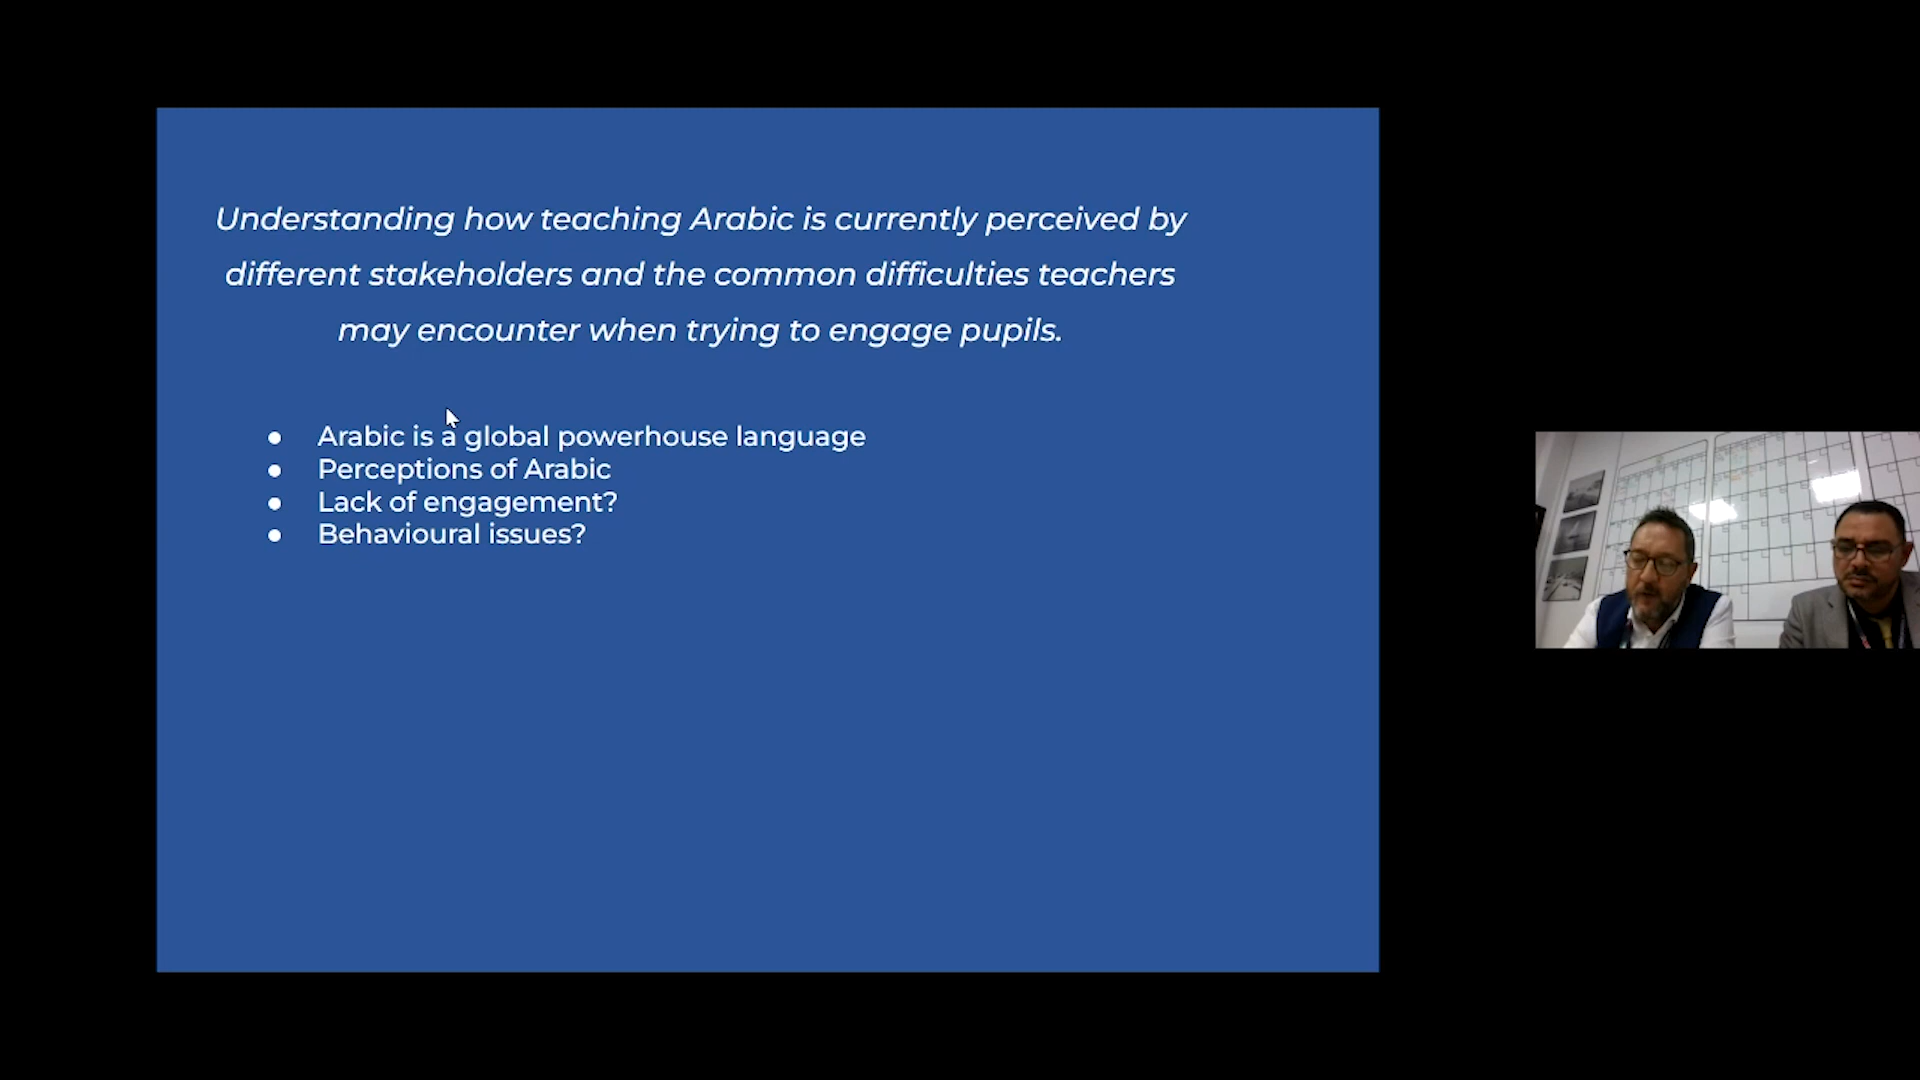 Understanding how teaching Arabic is currently perceived by
different stakeholders and the common difficulties teachers
may encounter when trying to engage pupils.
● Arabic is a global powerhouse language
● Perceptions of Arabic
● Lack of engagement?
● Behavioural issues?